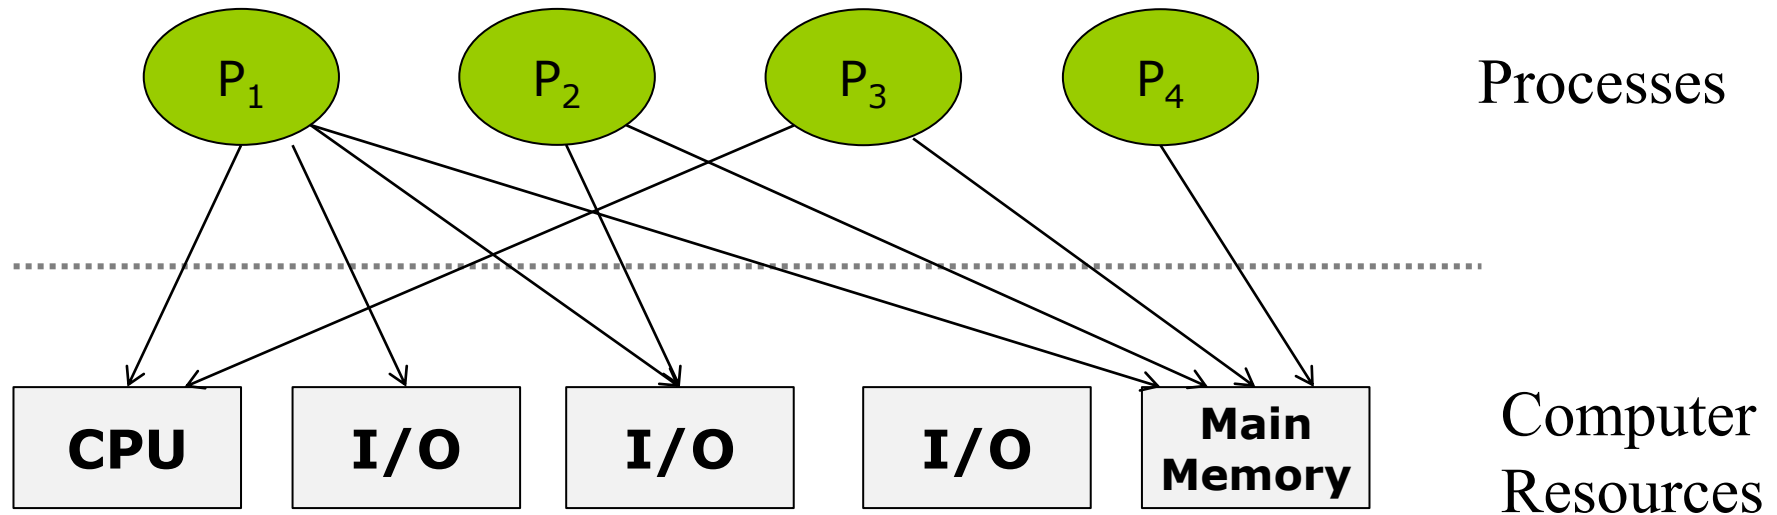 P1 P2 P3 P4 Processes
CPU I/O I/O I/O Main Memory
Computer
Resources